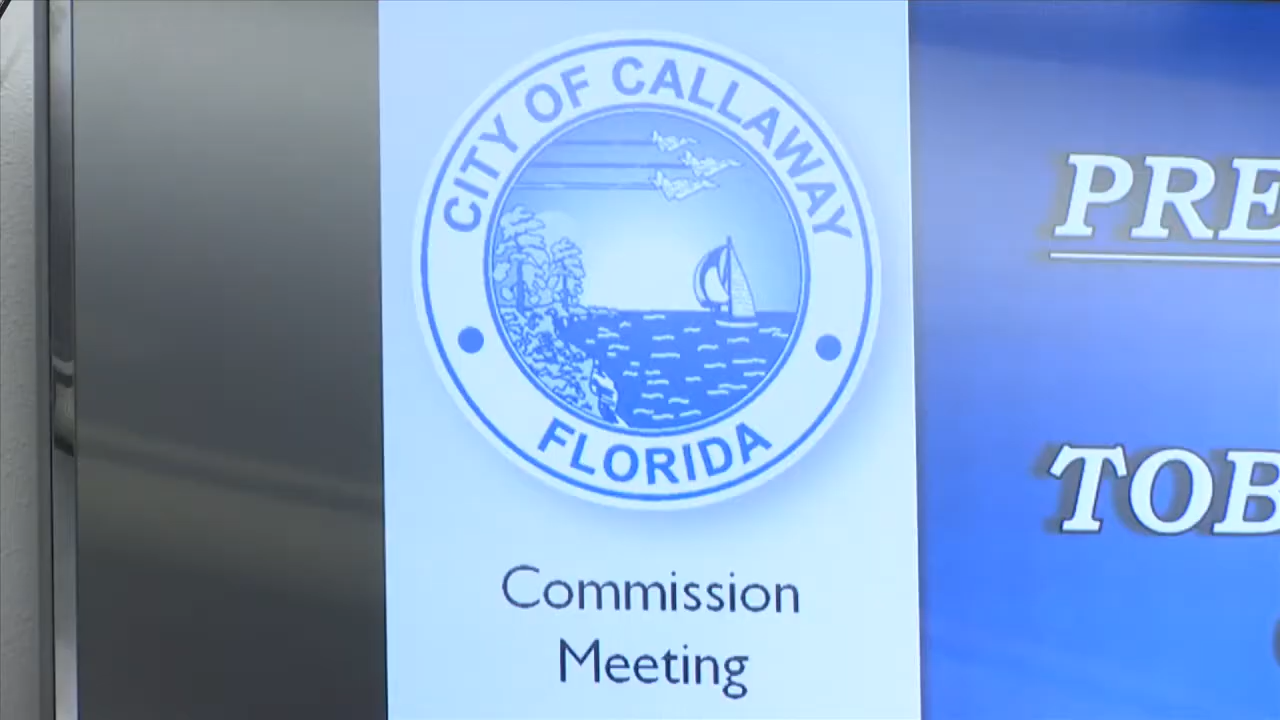 CITY OF CALLAWAY
FLORIDA
Commission
Meeting
PRE
TOB